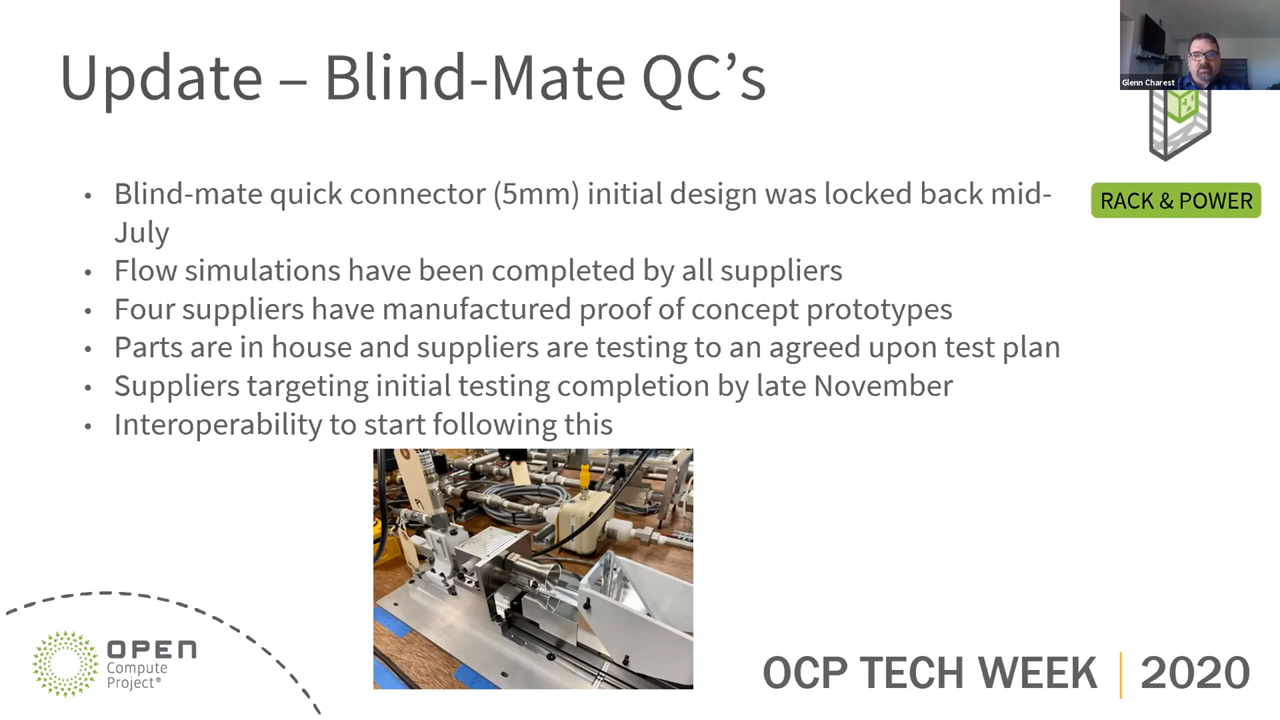 Update – Blind-Mate QC’s
Glenn Charest
RACK & POWER
• Blind-mate quick connector (5mm) initial design was locked back mid-
July
• Flow simulations have been completed by all suppliers
• Four suppliers have manufactured proof of concept prototypes
• Parts are in house and suppliers are testing to an agreed upon test plan
• Suppliers targeting initial testing completion by late November
• Interoperability to start following this
OPEN
Compute
Project®
OCP TECH WEEK | 2020